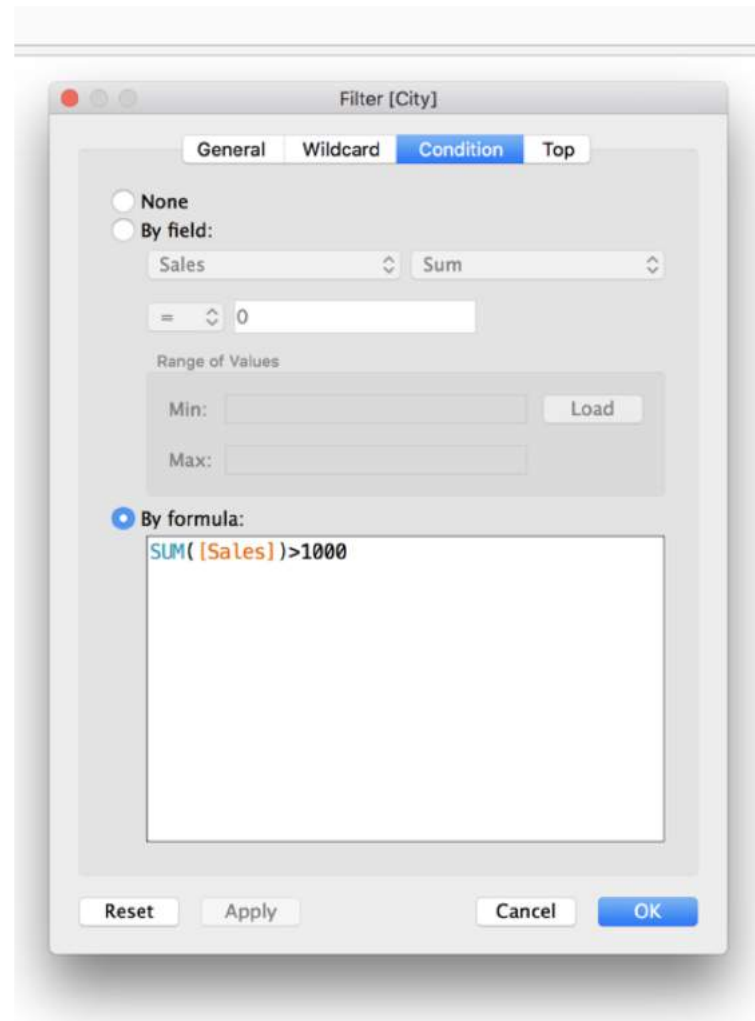 Filter [City]
General Wildcard Condition Top
None
By field:
Sales Sum
= 0
Range of Values
Min: Load
Max:
By formula:
SUM([Sales])>1000
Reset Apply Cancel OK